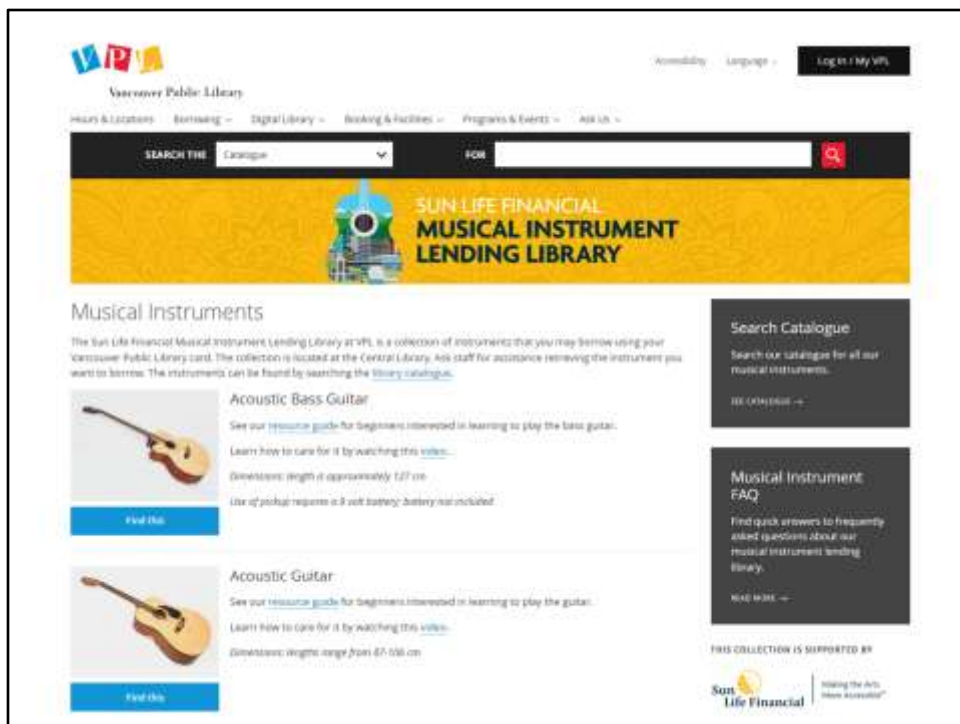 VPL
Vancouver Public Library
Accessibility Language
Log In / My VPL
Hours & Locations Borrowing Digital Library Booking & Facilities Programs & Events Ask Us
SEARCH THE Catalogue FOR
SUN LIFE FINANCIAL
MUSICAL INSTRUMENT
LENDING LIBRARY
Musical Instruments
The Sun Life Financial Musical Instrument Lending Library at VPL is a collection of instruments that you may borrow using your
Vancouver Public Library card. The collection is located at the Central Library. Ask staff for assistance retrieving the instrument you
want to borrow. The instruments can be found by searching the library catalogue.
Acoustic Bass Guitar
See our resource guide for beginners interested in learning to play the bass guitar.
Learn how to care for it by watching this video.
Dimensions: length is approximately 127 cm
Use of pickup requires a 9 volt battery; battery not included
Find this
Acoustic Guitar
See our resource guide for beginners interested in learning to play the guitar.
Learn how to care for it by watching this video.
Dimensions: lengths range from 87-106 cm
Find this
Search Catalogue
Search our catalogue for all our
musical instruments.
SEE CATALOGUE →
Musical Instrument
FAQ
Find quick answers to frequently
asked questions about our
musical instrument lending
library.
READ MORE →
THIS COLLECTION IS SUPPORTED BY
Sun
Life Financial
Making the Arts
More Accessible™